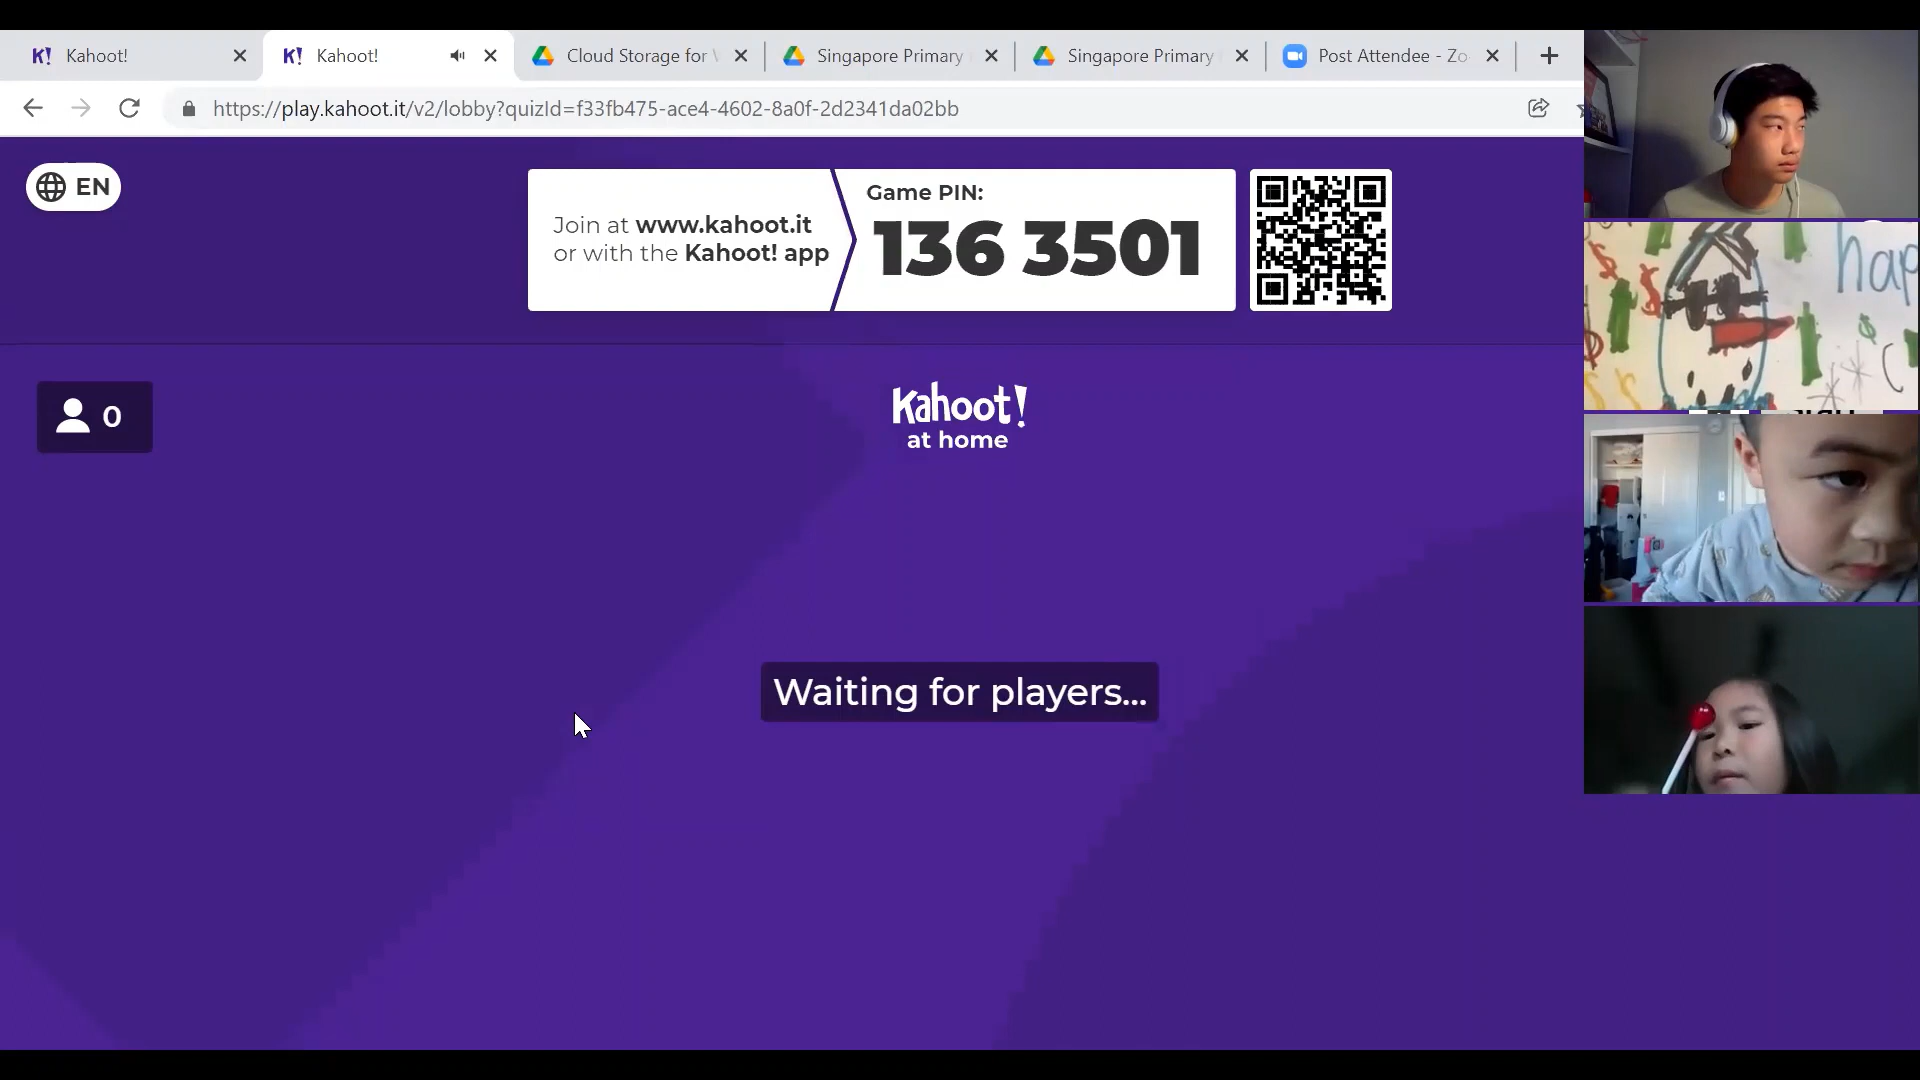 Kahoot!
Kahoot!
Cloud Storage for
Singapore Primary
Singapore Primary
Post Attendee - Zo
https://play.kahoot.it/v2/lobby?quizId=f33fb475-ace4-4602-8a0f-2d2341da02bb
EN
Join at www.kahoot.it
or with the Kahoot! app
Game PIN:
136 3501
hap
0
Kahoot!
at home
Waiting for players...